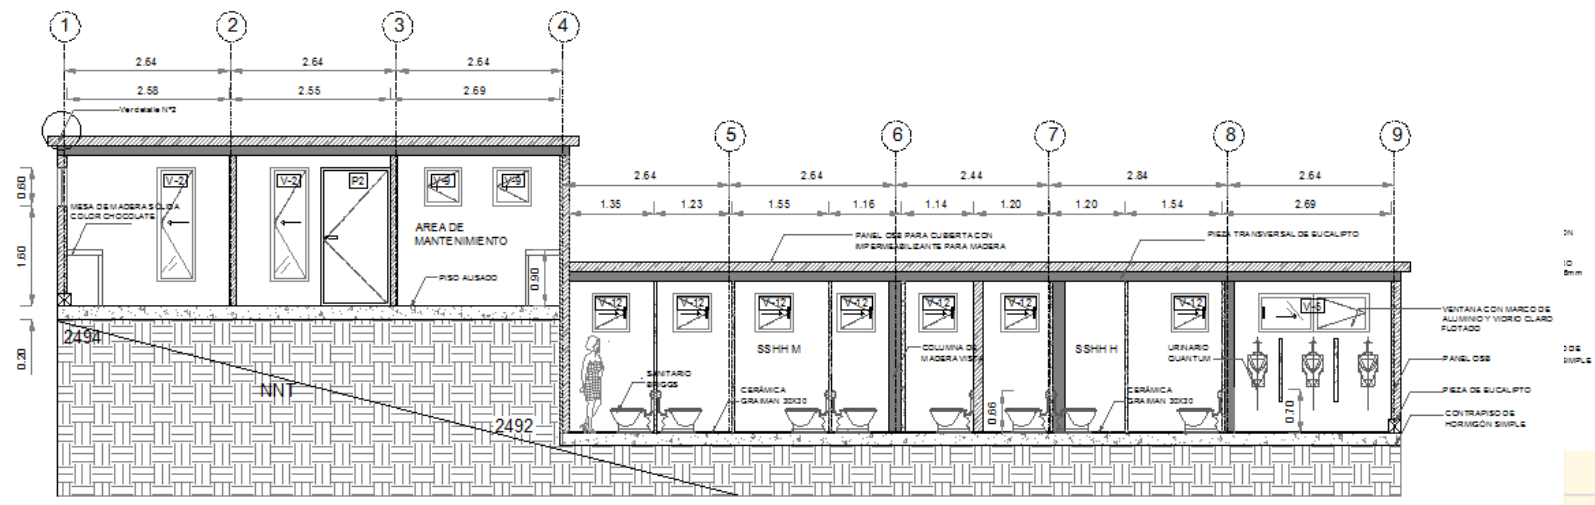 1
2
3
4
2.64
2.64
2.64
2.58
2.55
2.69
Ver detalle Nº2
5
6
7
8
9
2.64
2.64
2.44
2.84
2.64
1.35
1.23
1.55
1.16
1.14
1.20
1.20
1.54
2.69
0.60
1.60
0.20
V-2
V-2
P2
V-9
V-9
MESA DE MADERA SOLIDA
COLOR CHOCOLATE
AREA DE
MANTENIMIENTO
PISO ALISADO
0.90
PANEL OSB PARA CUBIERTA CON
IMPERMEABILIZANTE PARA MADERA
PIEZA TRANSVERSAL DE EUCALIPTO
V-12
V-12
V-12
V-12
V-12
V-12
V-12
SSHH M
COLUMNA DE
MADERA VISTA
SSHH H
URINARIO
QUANTUM
VENTANA CON MARCO DE
ALUMINIO Y VIDRIO CLARO
FLOTADO
SANITARIO
BRIGGS
CERÁMICA
GRAIMAN 30X30
0.66
CERÁMICA
GRAIMAN 30X30
0.70
PANEL OSB
PIEZA DE EUCALIPTO
CONTRAPISO DE
HORMIGÓN SIMPLE
2494
NNT
2492
DE
SIMPLE